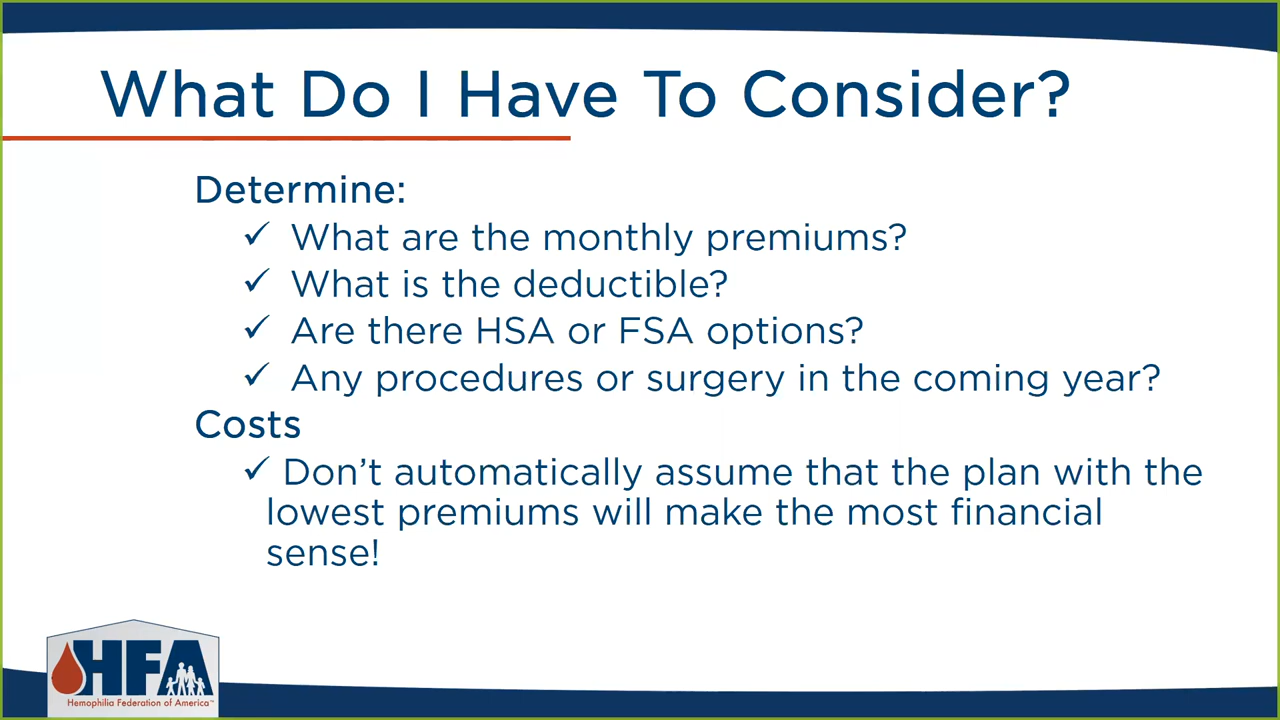 What Do I Have To Consider?
Determine:
✓ What are the monthly premiums?
✓ What is the deductible?
✓ Are there HSA or FSA options?
✓ Any procedures or surgery in the coming year?
Costs
✓ Don’t automatically assume that the plan with the
lowest premiums will make the most financial
sense!
HFA
Hemophilia Federation of America™